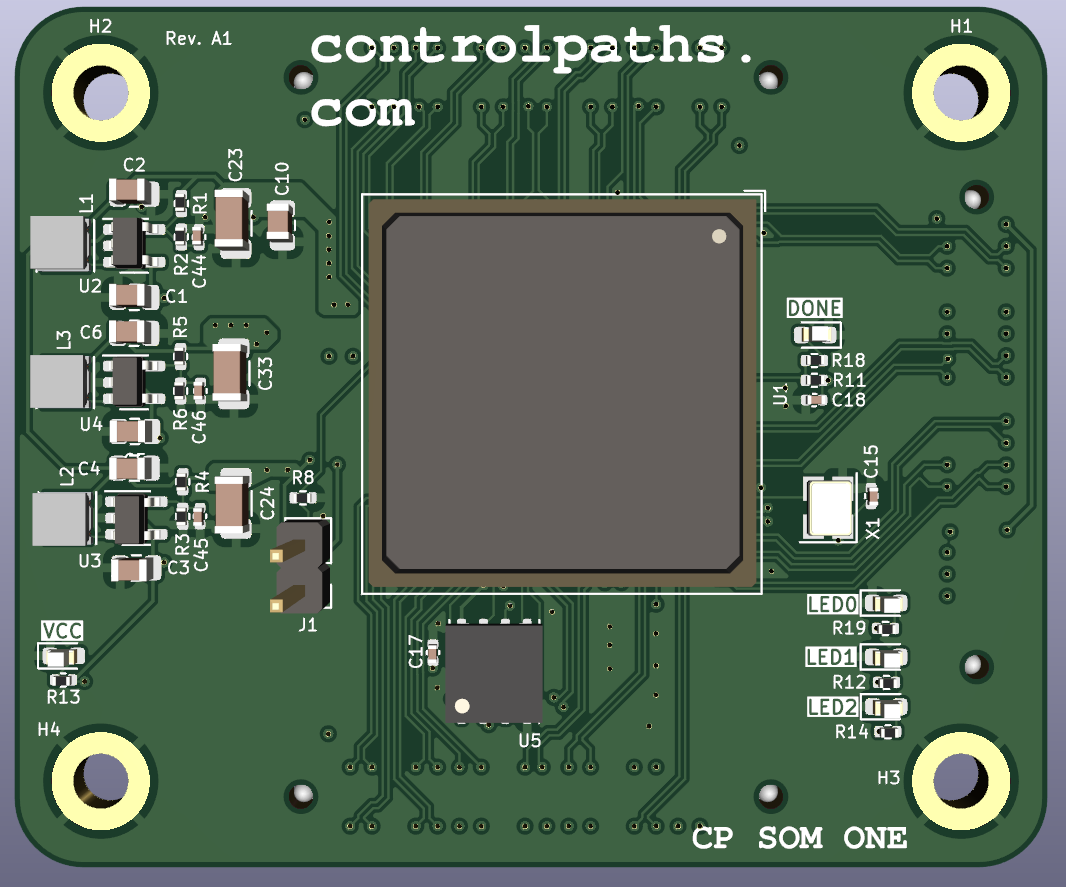 H2
Rev. A1
controlpaths.
com
H1
C2
C23
C10
L1
R1
R2
C44
U2
C1
C6
L3
R5
C33
U4
R6
C46
C4
L2
R4
C24
R8
R3
C45
U3
C3
J1
DONE
R18
R11
U1
C18
C15
X1
LED0
R19
LED1
R12
LED2
R14
VCC
R13
C17
U5
H4
H3
CP SOM ONE